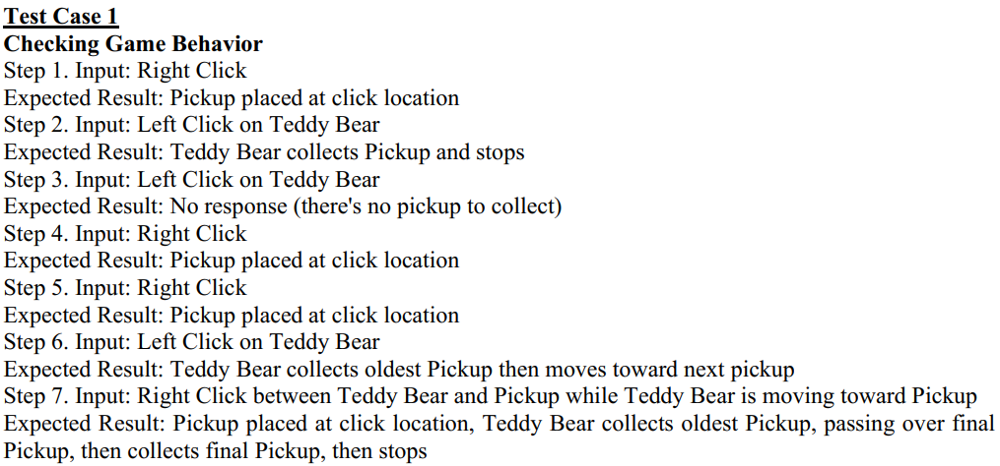 Test Case 1
Checking Game Behavior
Step 1. Input: Right Click
Expected Result: Pickup placed at click location
Step 2. Input: Left Click on Teddy Bear
Expected Result: Teddy Bear collects Pickup and stops
Step 3. Input: Left Click on Teddy Bear
Expected Result: No response (there's no pickup to collect)
Step 4. Input: Right Click
Expected Result: Pickup placed at click location
Step 5. Input: Right Click
Expected Result: Pickup placed at click location
Step 6. Input: Left Click on Teddy Bear
Expected Result: Teddy Bear collects oldest Pickup then moves toward next pickup
Step 7. Input: Right Click between Teddy Bear and Pickup while Teddy Bear is moving toward Pickup
Expected Result: Pickup placed at click location, Teddy Bear collects oldest Pickup, passing over final
Pickup, then collects final Pickup, then stops